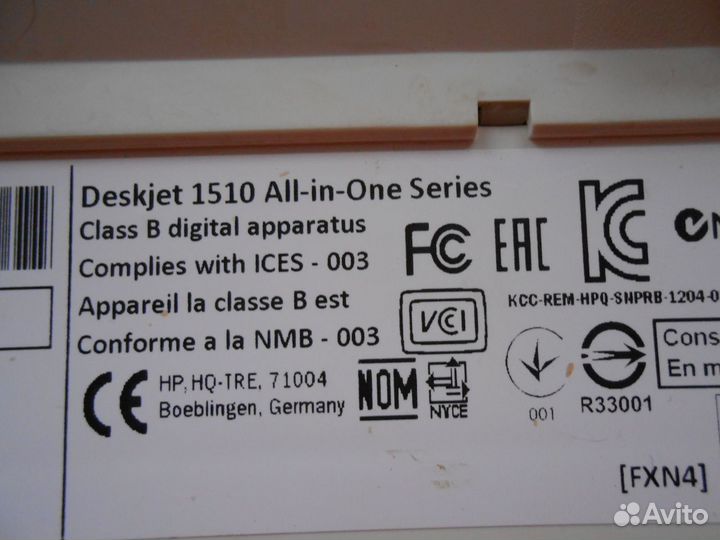 Deskjet 1510 All-in-One Series
Class B digital apparatus
Complies with ICES - 003
Appareil la classe B est
Conforme a la NMB - 003
FC
EAC
KC
N
KCC-REM-HPQ-SNPRB-1204-0
VCI
CE
HP, HQ-TRE, 71004
Boeblingen, Germany
NOM
NYCE
001
R33001
Cons
En m
[FXN4]
Avito